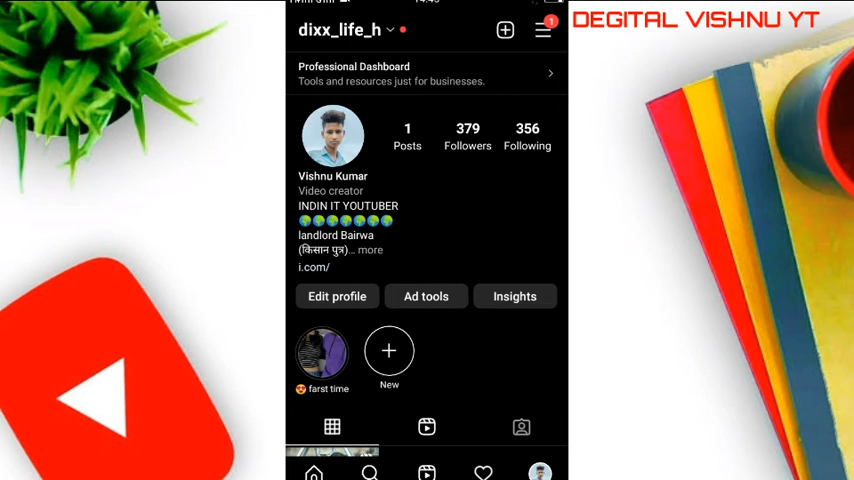 DEGITAL VISHNU YT
dixx_life_h
1
Professional Dashboard
Tools and resources just for businesses.
1 379 356
Posts Followers Following
Vishnu Kumar
Video creator
INDIN IT YOUTUBER
🌍🌍🌍🌍🌍🌍🌍
landlord Bairwa
(किसान पुत्र)... more
i.com/
Edit profile Ad tools Insights
😍 farst time New